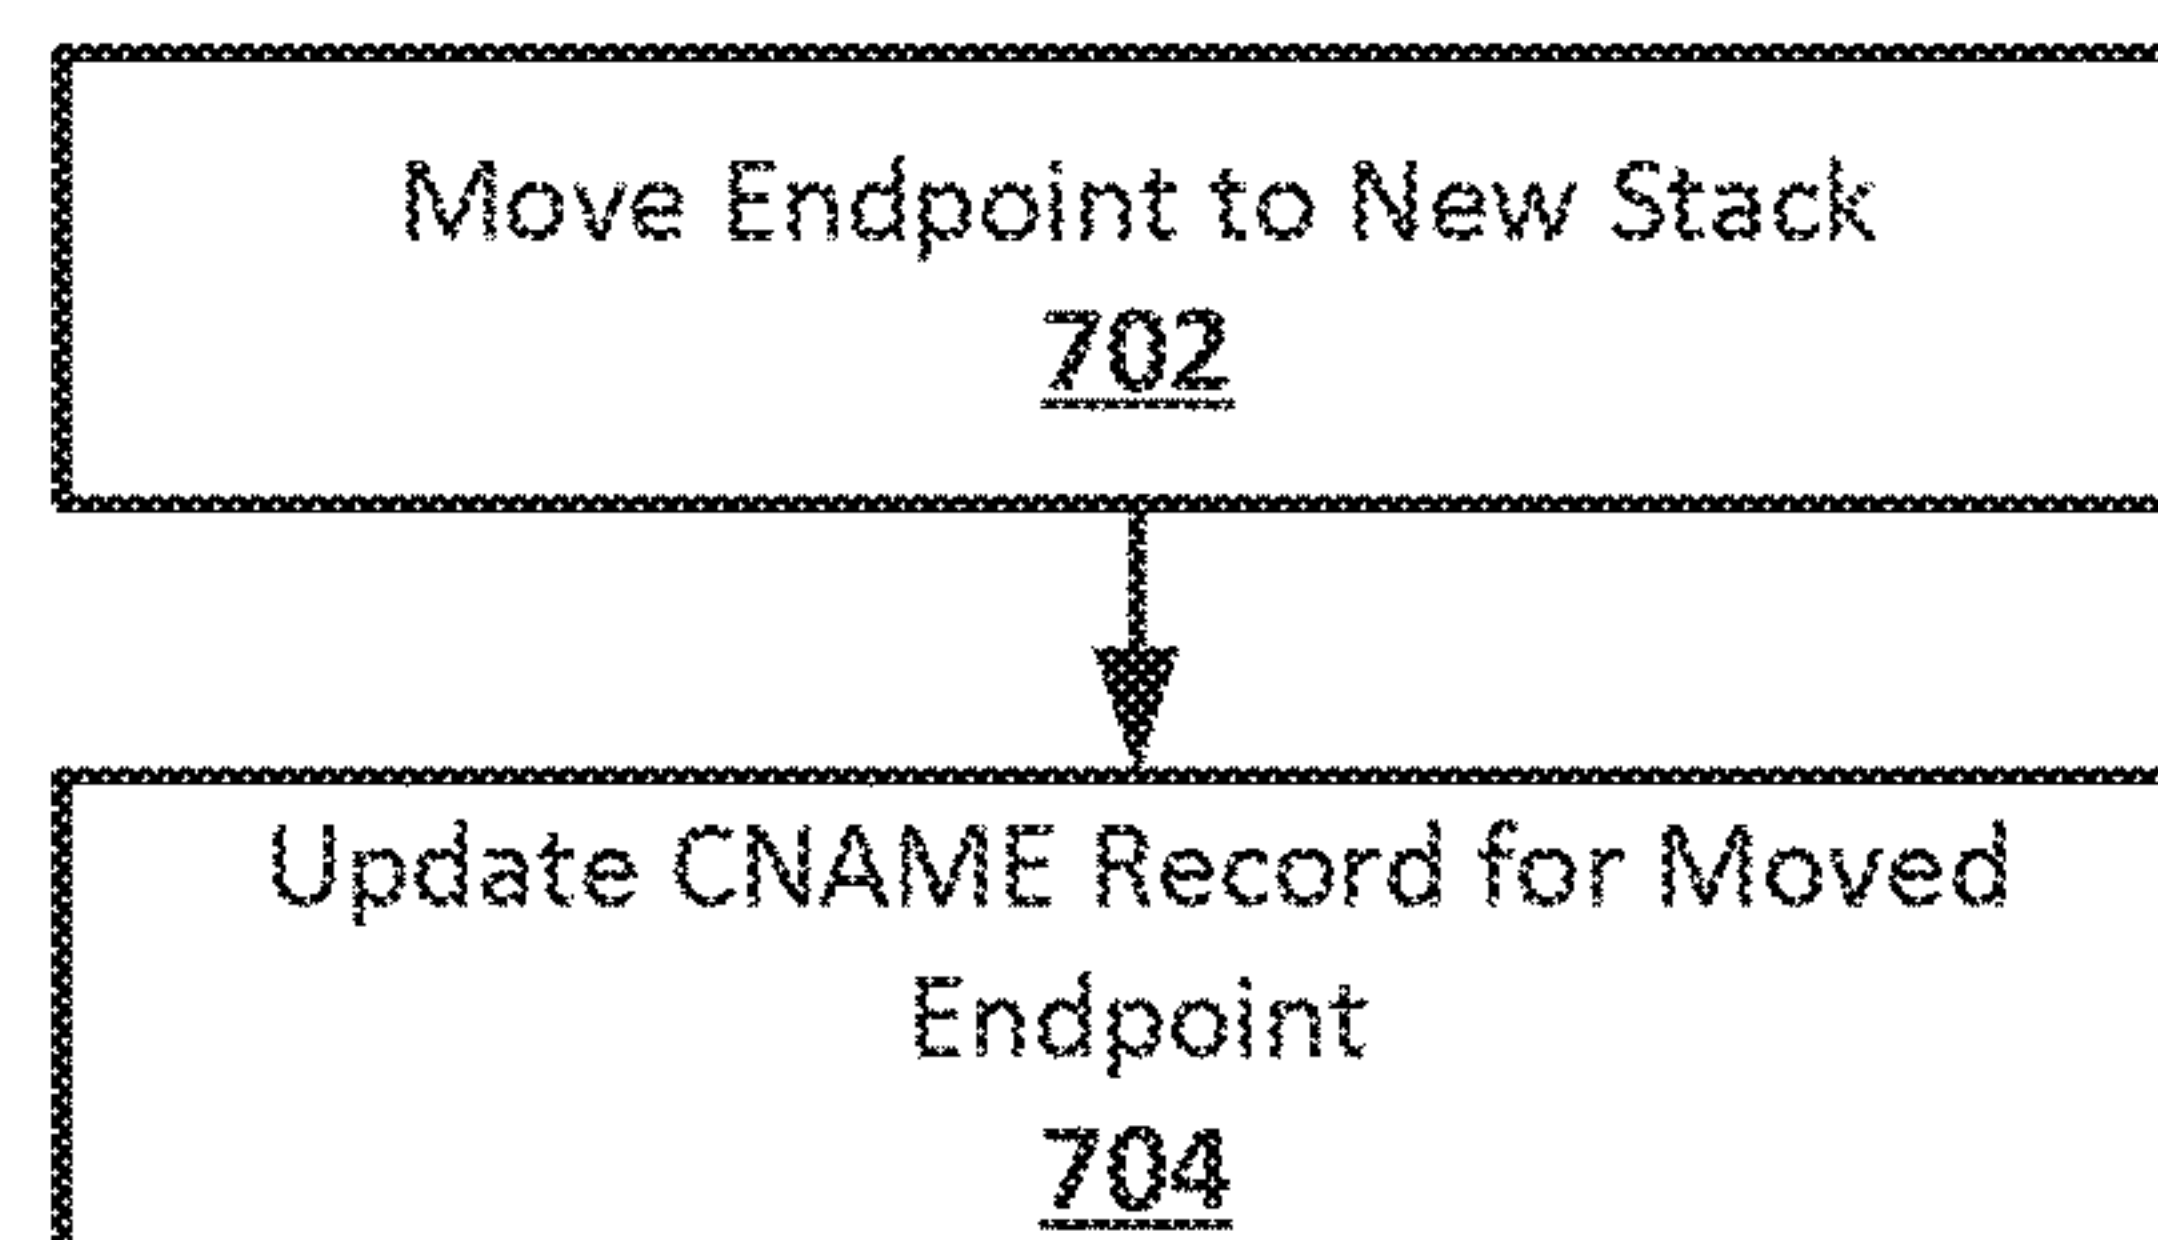 Move Endpoint to New Stack
702
Update CNAME Record for Moved
Endpoint
704